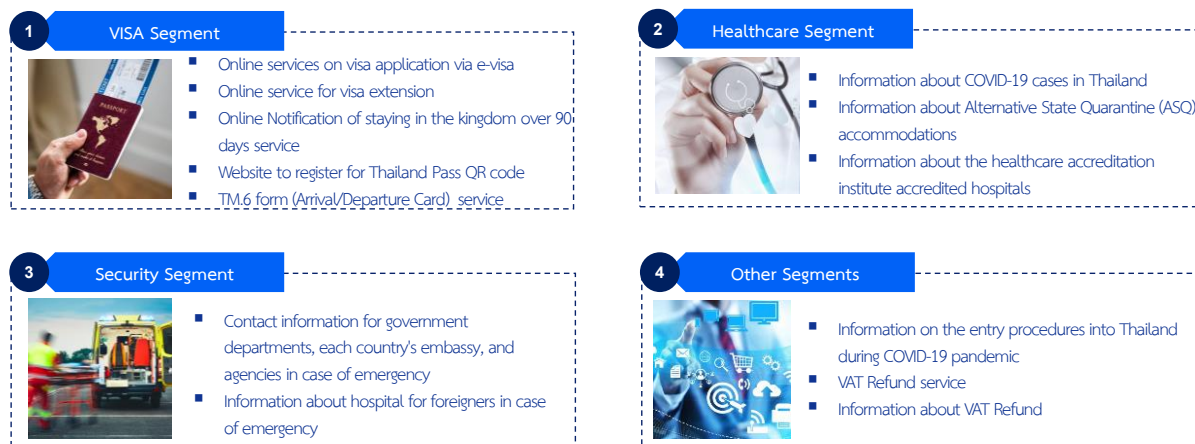 1
VISA Segment
Online services on visa application via e-visa
Online service for visa extension
Online Notification of staying in the kingdom over 90
days service
Website to register for Thailand Pass QR code
TM.6 form (Arrival/Departure Card) service
PASSPORT
2
Healthcare Segment
Information about COVID-19 cases in Thailand
Information about Alternative State Quarantine (ASQ)
accommodations
Information about the healthcare accreditation
institute accredited hospitals
3
Security Segment
Contact information for government
departments, each country's embassy, and
agencies in case of emergency
Information about hospital for foreigners in case
of emergency
4
Other Segments
Information on the entry procedures into Thailand
during COVID-19 pandemic
VAT Refund service
Information about VAT Refund